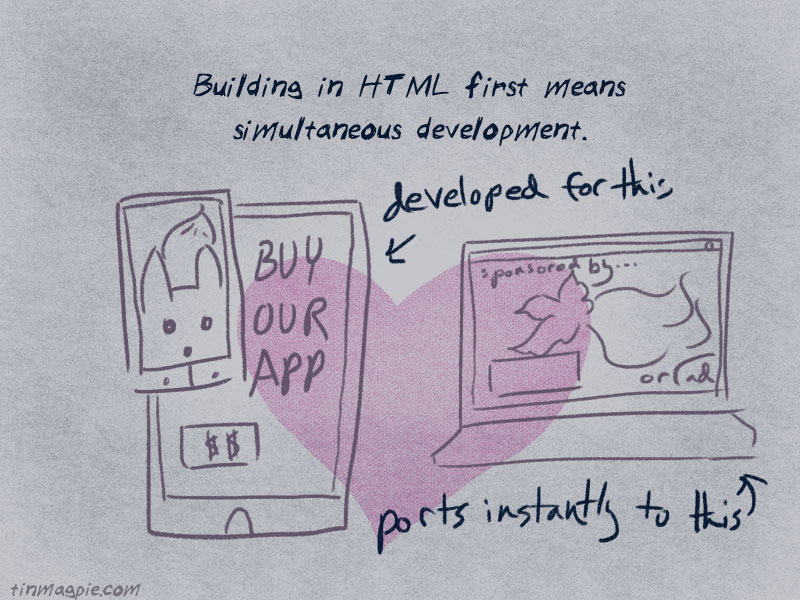 Building in HTML first means
simultaneous development.
developed for this
BUY
OUR
APP
$$
sponsored by...
or ad
ports instantly to this
tinmagpie.com